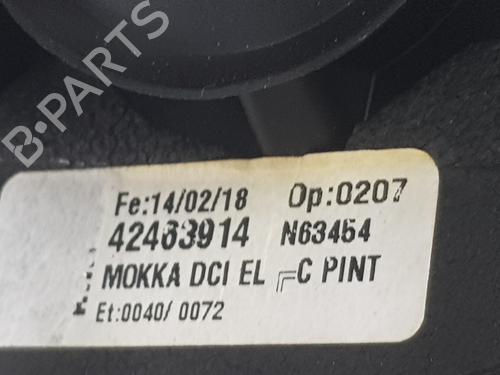 B-PARTS
Fe:14/02/18 Op:0207
42463914 N63454
MOKKA DCI EL C PINT
Et:0040/ 0072